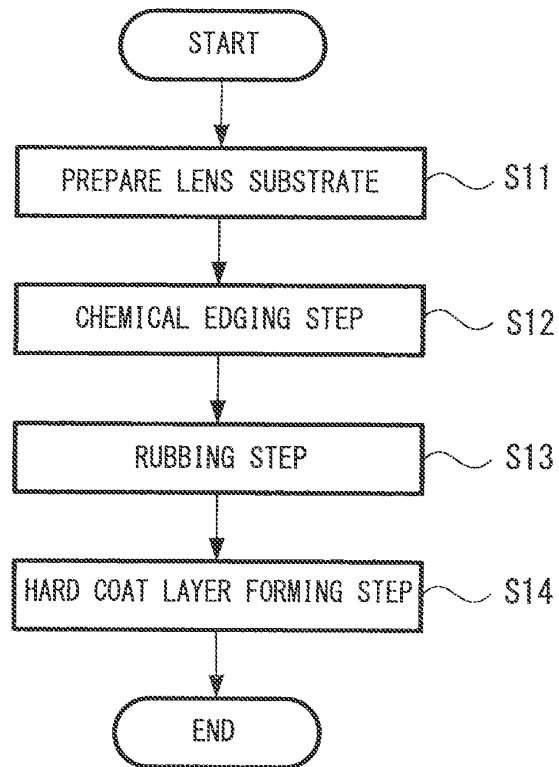 START
PREPARE LENS SUBSTRATE
S11
CHEMICAL EDGING STEP
S12
RUBBING STEP
S13
HARD COAT LAYER FORMING STEP
S14
END